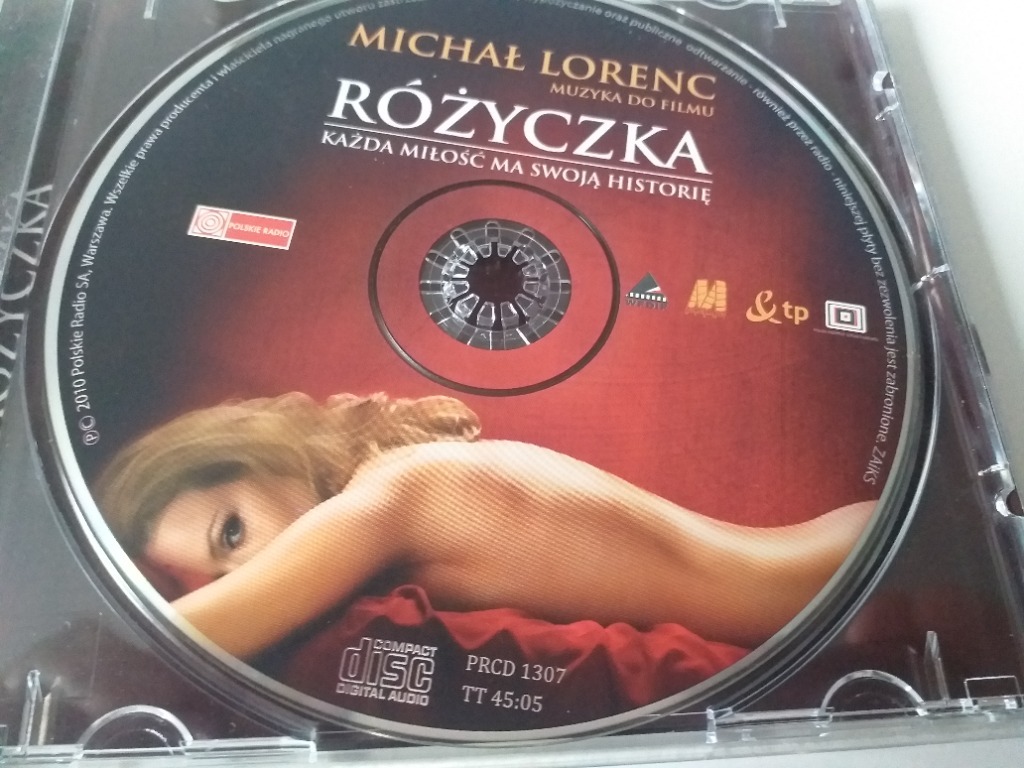 MICHAŁ LORENC
MUZYKA DO FILMU
RÓŻYCZKA
KAŻDA MIŁOŚĆ MA SWOJĄ HISTORIĘ
POLSKIE RADIO
&tp
COMPACT
disc
DIGITAL AUDIO
PRCD 1307
TT 45:05
℗© 2010 Polskie Radio SA, Warszawa. Wszelkie prawa producenta i właściciela nagranego utworu oraz publiczne odtwarzanie - również przez radio - niniejszej płyty bez zezwolenia jest zabronione. ZAiKS
RÓŻYCZKA